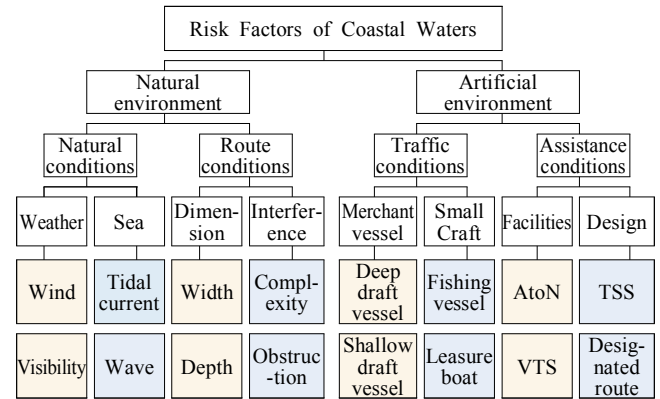 Risk Factors of Coastal Waters
Natural
environment
Artificial
environment
Natural
conditions
Route
conditions
Traffic
conditions
Assistance
conditions
Weather
Sea
Dimen-
sion
Interfer-
ence
Merchant
vessel
Small
Craft
Facilities
Design
Wind
Tidal
current
Width
Compl-
exity
Deep
draft
vessel
Fishing
vessel
AtoN
TSS
Visibility
Wave
Depth
Obstruc
-tion
Shallow
draft
vessel
Leasure
boat
VTS
Desig-
nated
route